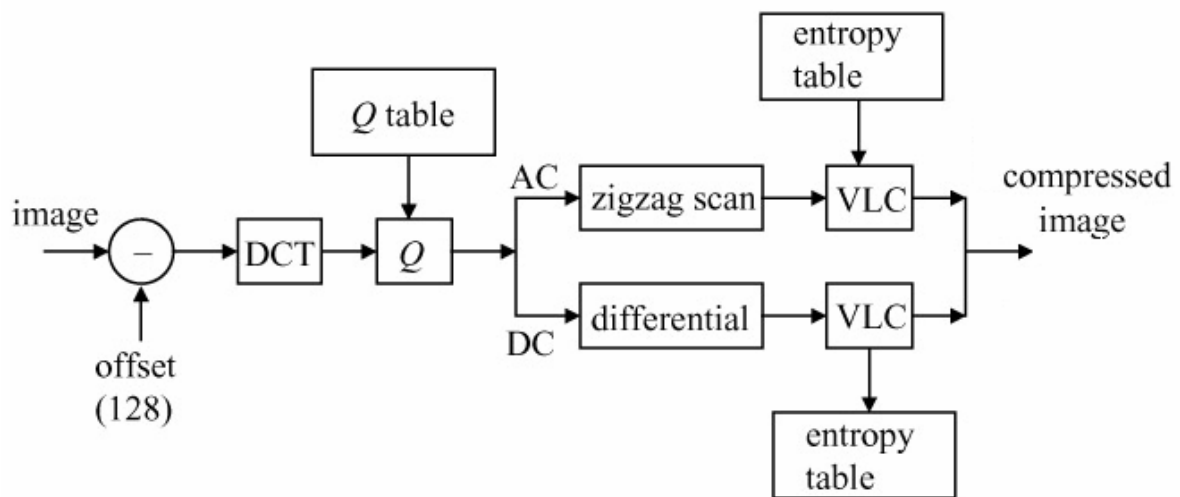 entropy
table
Q table
AC
zigzag scan
VLC
compressed
image
image
–
DCT
Q
DC
differential
VLC
offset
(128)
entropy
table